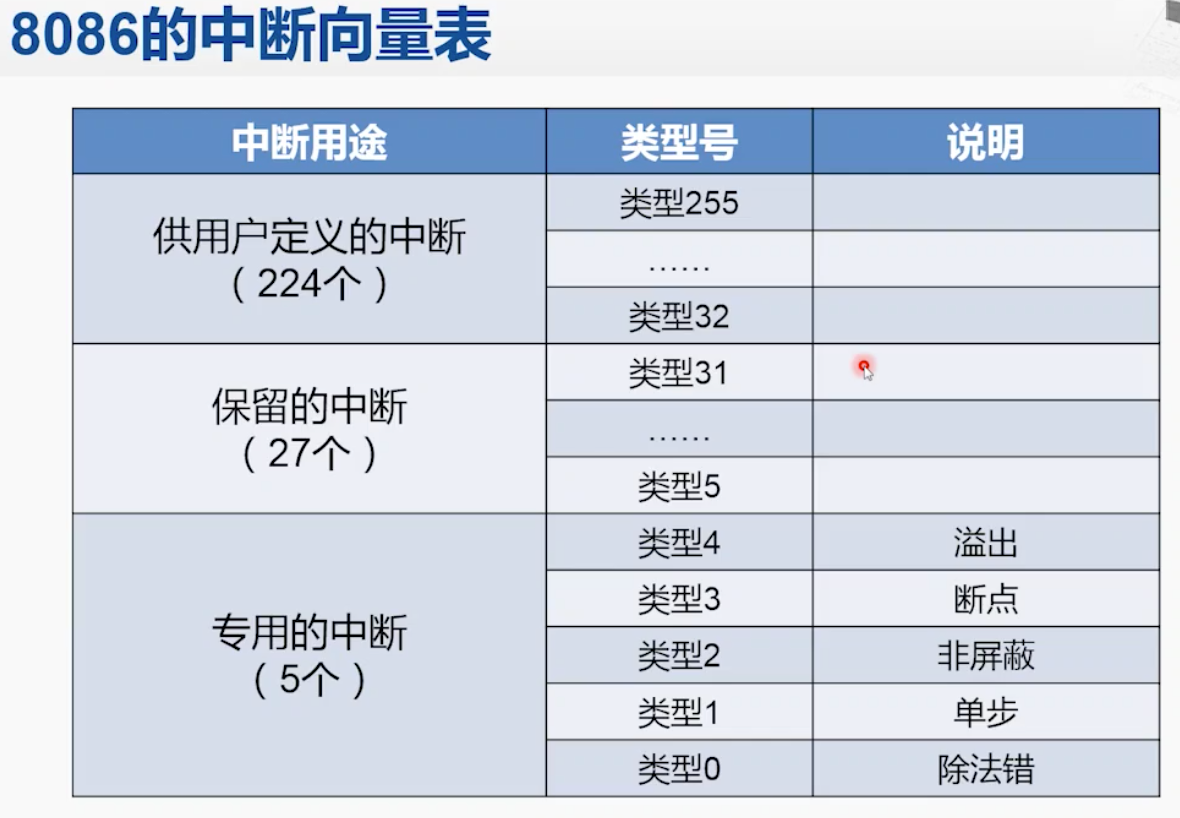 8086的中断向量表
中断用途 类型号 说明
供用户定义的中断
（224个）
类型255
……
类型32
保留的中断
（27个）
类型31
……
类型5
专用的中断
（5个）
类型4 溢出
类型3 断点
类型2 非屏蔽
类型1 单步
类型0 除法错